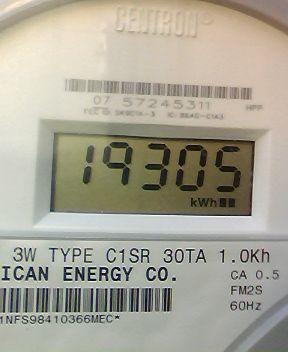 CENTRON®
07 57245311 HPP
19305
kWh
3W TYPE C1SR 30TA 1.0Kh
ICAN ENERGY CO.
CA 0.5
FM2S
60Hz
1NFS98410366MEC*